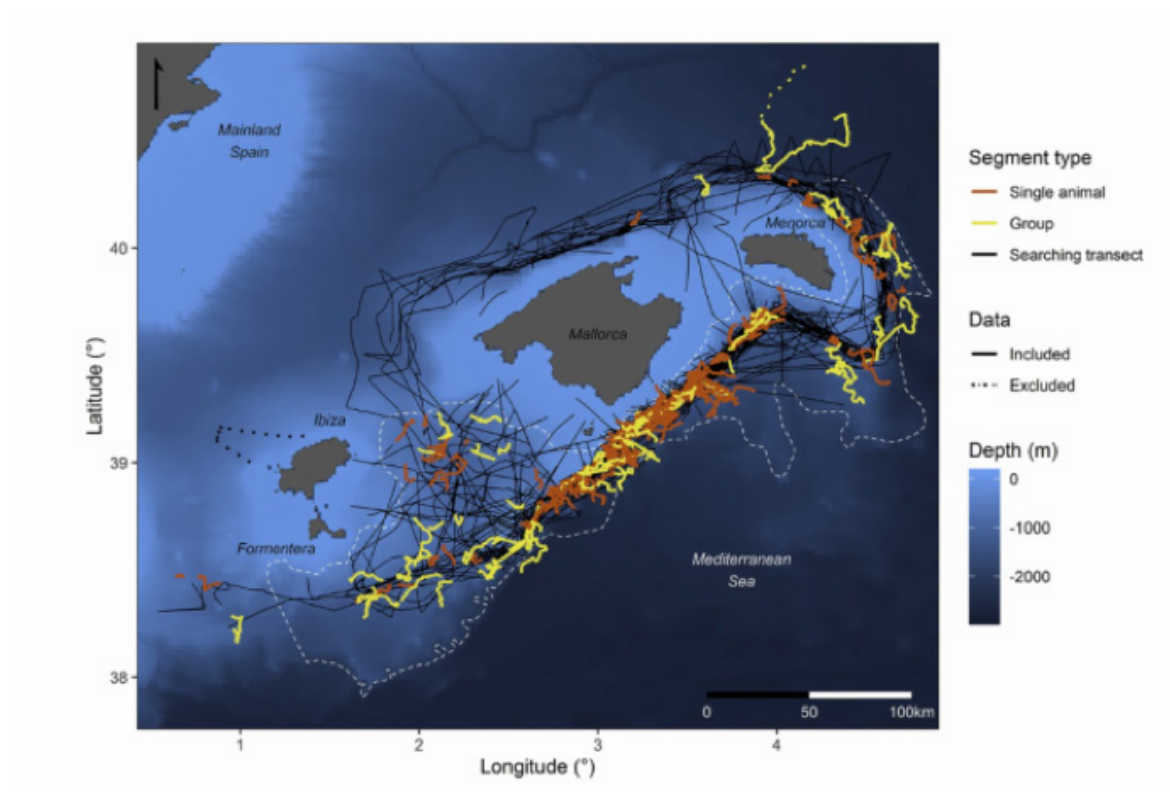 Mainland
Spain
Menorca
Mallorca
Ibiza
Formentera
Mediterranean
Sea
0 50 100km
40
39
38
Latitude (°)
1 2 3 4
Longitude (°)
Segment type
Single animal
Group
Searching transect
Data
Included
Excluded
Depth (m)
0
-1000
-2000